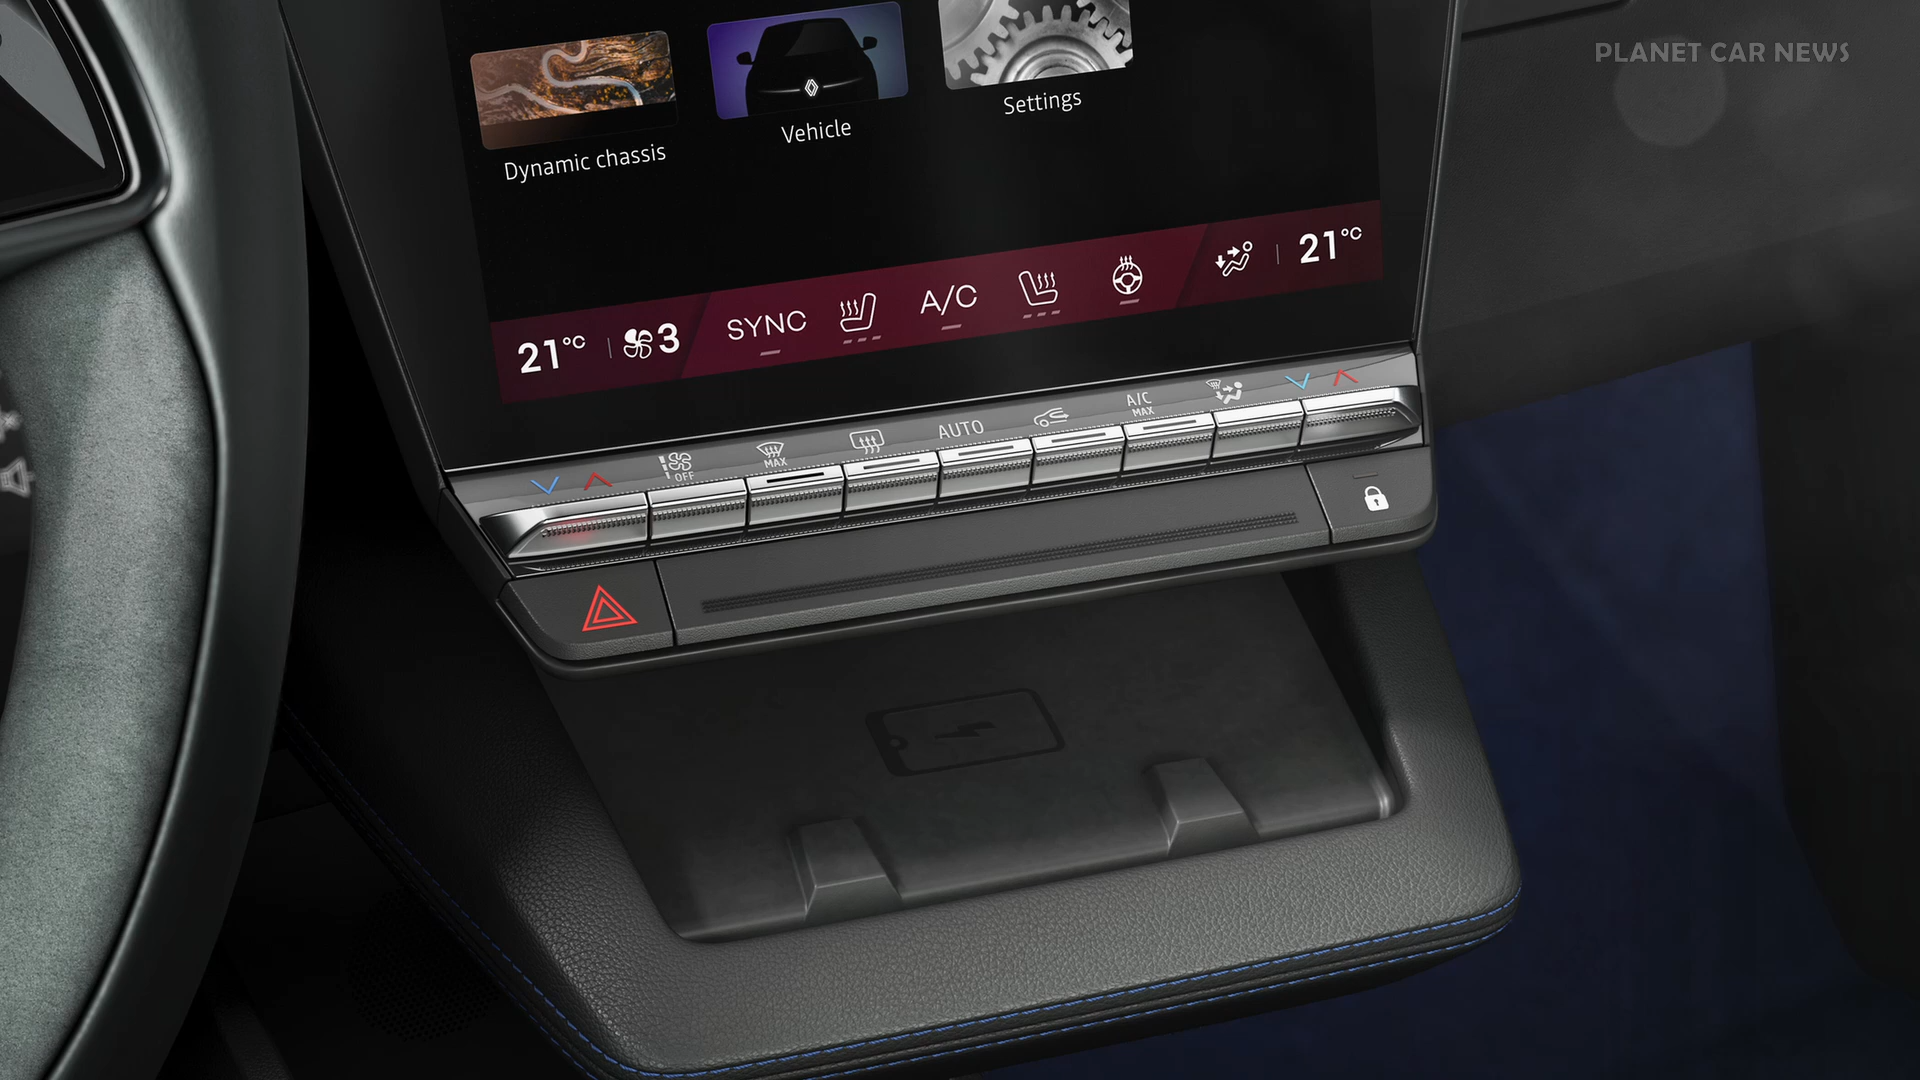 PLANET CAR NEWS
Dynamic chassis
Vehicle
Settings
21°C
3
SYNC
A/C
21°C
OFF
MAX
AUTO
A/C
MAX